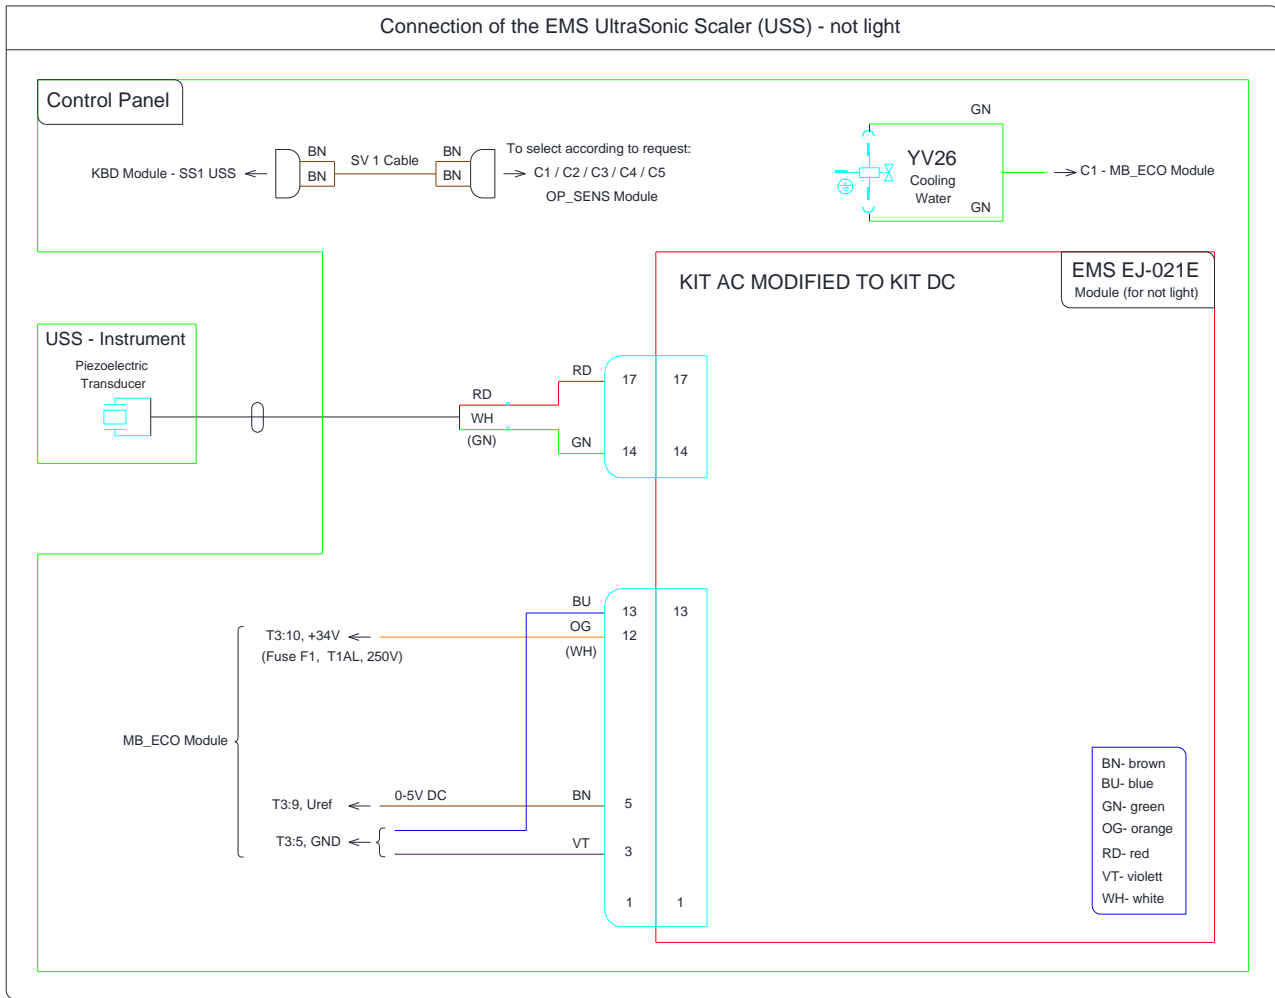 Connection of the EMS UltraSonic Scaler (USS) - not light
Control Panel
KBD Module - SS1 USS
BN
BN
SV 1 Cable
BN
BN
To select according to request:
C1 / C2 / C3 / C4 / C5
OP_SENS Module
GN
YV26
Cooling
Water
GN
C1 - MB_ECO Module
KIT AC MODIFIED TO KIT DC
EMS EJ-021E
Module (for not light)
USS - Instrument
Piezoelectric
Transducer
RD
WH
(GN)
RD
GN
17
17
14
14
BU
13
13
OG
12
(WH)
T3:10, +34V
(Fuse F1, T1AL, 250V)
MB_ECO Module
T3:9, Uref
0-5V DC
BN
5
T3:5, GND
VT
3
1
1
BN- brown
BU- blue
GN- green
OG- orange
RD- red
VT- violett
WH- white